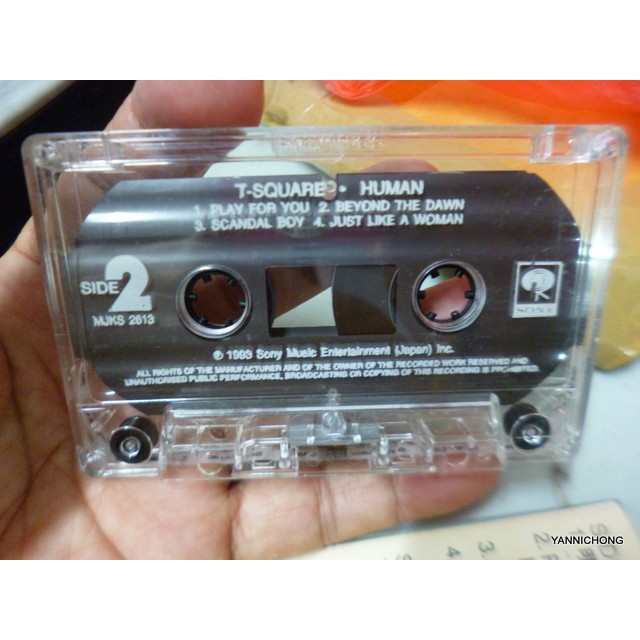 T-SQUARE • HUMAN
1. PLAY FOR YOU 2. BEYOND THE DAWN
3. SCANDAL BOY 4. JUST LIKE A WOMAN
SIDE 2
MJKS 2613
SONY
℗ 1993 Sony Music Entertainment (Japan) Inc.
ALL RIGHTS OF THE MANUFACTURER AND OF THE OWNER OF THE RECORDED WORK RESERVED AND
UNAUTHORISED PUBLIC PERFORMANCE, BROADCASTING OR COPYING OF THIS RECORDING IS PROHIBITED.
YANNICHONG